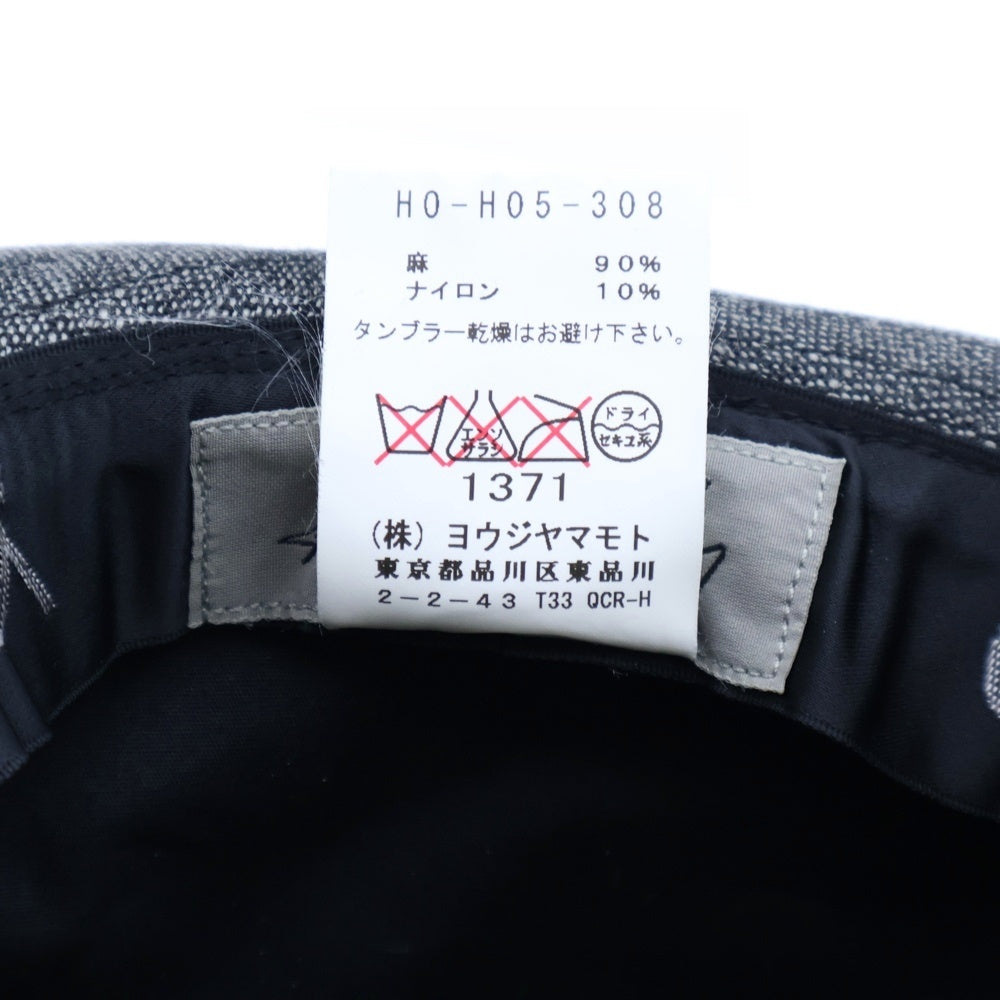 HO-H05-308
麻 90%
ナイロン 10%
タンブラー乾燥はお避け下さい。
エンソ
サラシ
ドライ
セキユ系
1371
(株) ヨウジヤマモト
東京都品川区東品川
2-2-43 T33 QCR-H